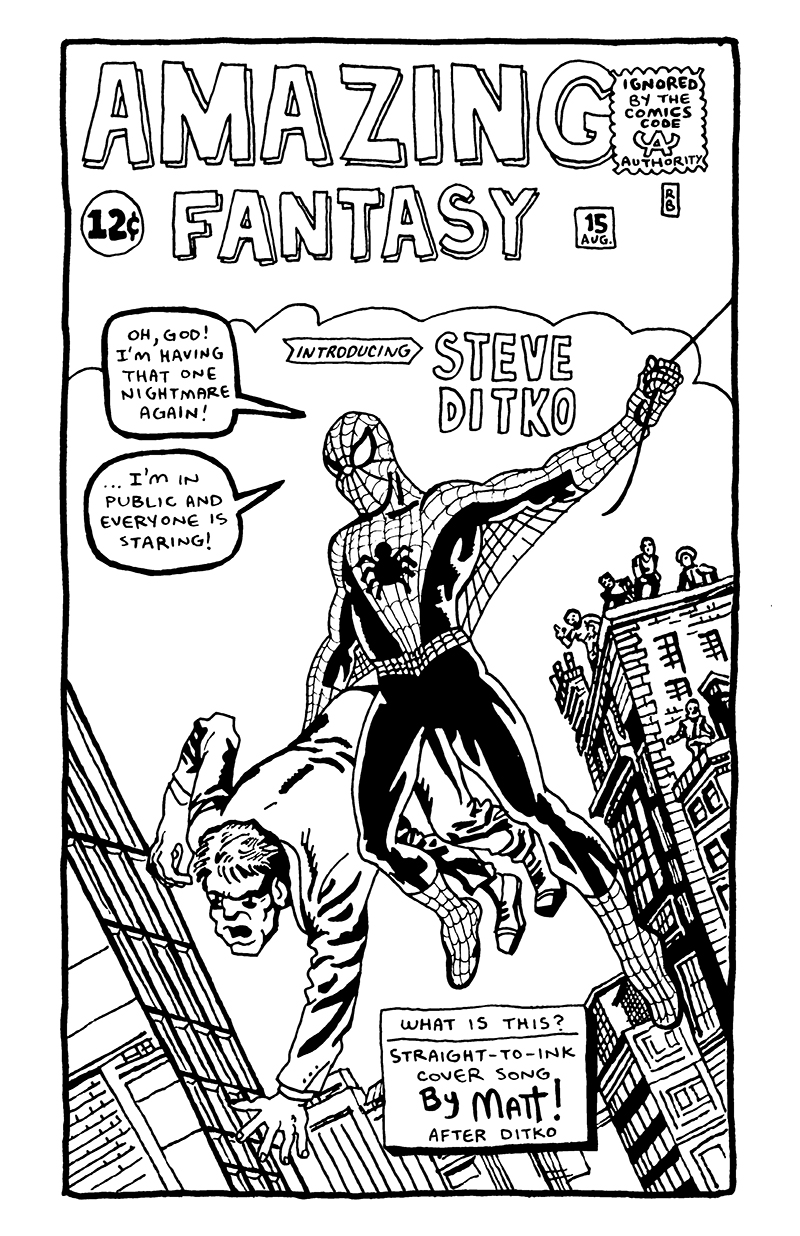 AMAZING
FANTASY
IGNORED
BY THE
COMICS
CODE
CA
AUTHORITY
12¢
15
AUG.
R
B
OH, GOD!
I'M HAVING
THAT ONE
NIGHTMARE
AGAIN!
INTRODUCING
STEVE
DITKO
... I'M IN
PUBLIC AND
EVERYONE IS
STARING!
WHAT IS THIS?
STRAIGHT-TO-INK
COVER SONG
By Matt!
AFTER DITKO